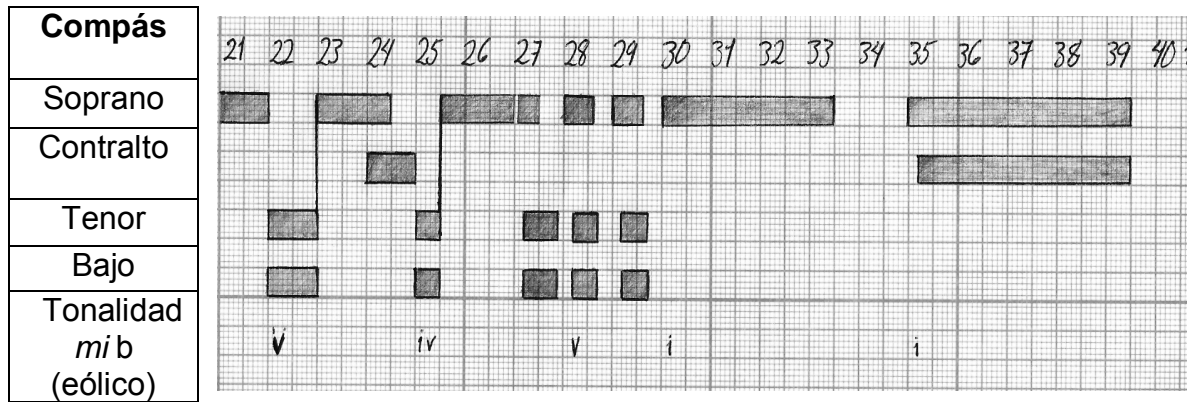 Compás
21 22 23 24 25 26 27 28 29 30 31 32 33 34 35 36 37 38 39 40
Soprano
Contralto
Tenor
Bajo
Tonalidad
mi b
(eólico)
v iv v i i